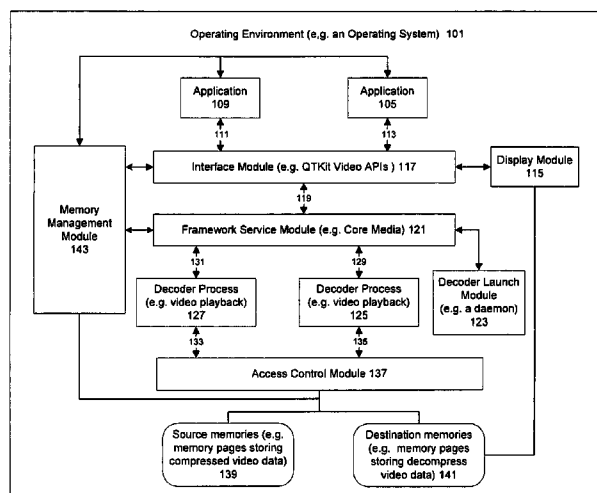 Operating Environment (e,g. an Operating System) 101
Application
109
Application
105
111
113
Interface Module (e.g. QTKit Video APIs ) 117
Display Module
115
119
Memory
Management
Module
143
Framework Service Module (e.g. Core Media) 121
131
129
Decoder Process
(e.g. video playback)
127
Decoder Process
(e.g. video playback)
125
Decoder Launch
Module
(e.g. a daemon)
123
133
135
Access Control Module 137
Source memories (e.g.
memory pages storing
compressed video
data)
139
Destination memories (e.g.
memory pages
storing decompress
video data) 141